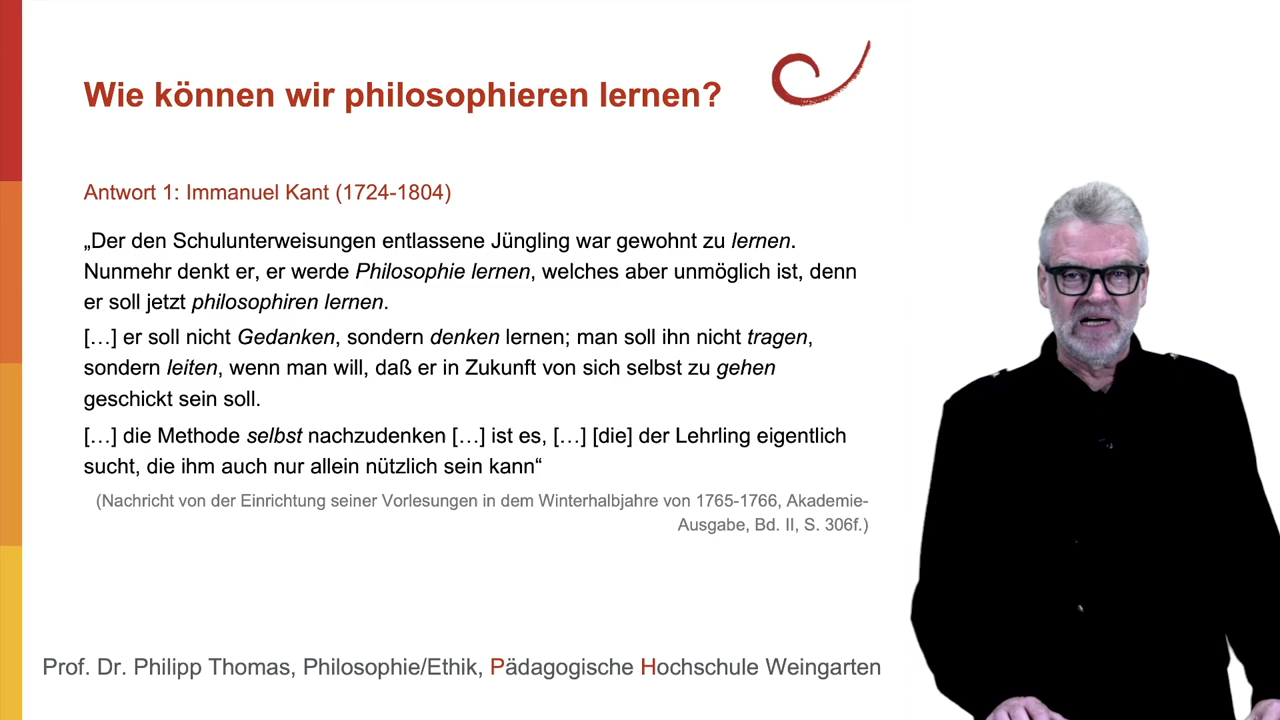 Wie können wir philosophieren lernen?
Antwort 1: Immanuel Kant (1724-1804)
„Der den Schulunterweisungen entlassene Jüngling war gewohnt zu lernen.
Nunmehr denkt er, er werde Philosophie lernen, welches aber unmöglich ist, denn
er soll jetzt philosophiren lernen.
[…] er soll nicht Gedanken, sondern denken lernen; man soll ihn nicht tragen,
sondern leiten, wenn man will, daß er in Zukunft von sich selbst zu gehen
geschickt sein soll.
[…] die Methode selbst nachzudenken […] ist es, […] [die] der Lehrling eigentlich
sucht, die ihm auch nur allein nützlich sein kann“
(Nachricht von der Einrichtung seiner Vorlesungen in dem Winterhalbjahre von 1765-1766, Akademie-
Ausgabe, Bd. II, S. 306f.)
Prof. Dr. Philipp Thomas, Philosophie/Ethik, Pädagogische Hochschule Weingarten